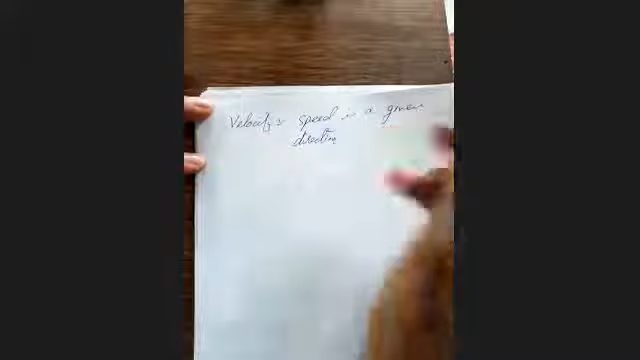 Velocity = speed in a given
direction